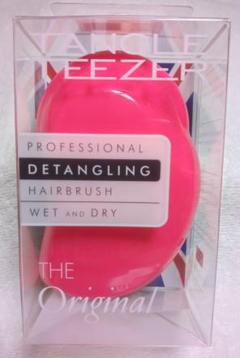 TANGLE
TEEZER
PROFESSIONAL
DETANGLING
HAIRBRUSH
WET AND DRY
THE
Original